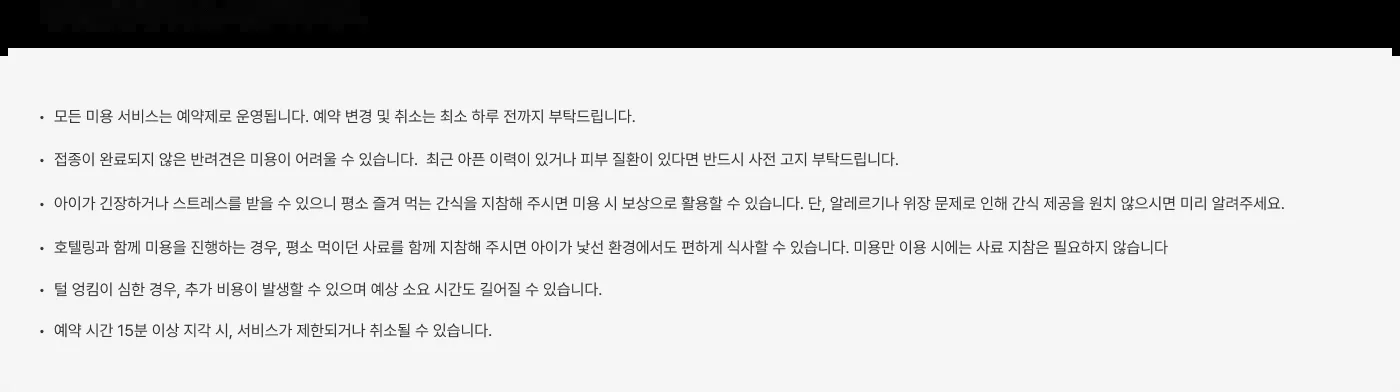 • 모든 미용 서비스는 예약제로 운영됩니다. 예약 변경 및 취소는 최소 하루 전까지 부탁드립니다.
• 접종이 완료되지 않은 반려견은 미용이 어려울 수 있습니다.  최근 아픈 이력이 있거나 피부 질환이 있다면 반드시 사전 고지 부탁드립니다.
• 아이가 긴장하거나 스트레스를 받을 수 있으니 평소 즐겨 먹는 간식을 지참해 주시면 미용 시 보상으로 활용할 수 있습니다. 단, 알레르기나 위장 문제로 인해 간식 제공을 원치 않으시면 미리 알려주세요.
• 호텔링과 함께 미용을 진행하는 경우, 평소 먹이던 사료를 함께 지참해 주시면 아이가 낯선 환경에서도 편하게 식사할 수 있습니다. 미용만 이용 시에는 사료 지참은 필요하지 않습니다
• 털 엉킴이 심한 경우, 추가 비용이 발생할 수 있으며 예상 소요 시간도 길어질 수 있습니다.
• 예약 시간 15분 이상 지각 시, 서비스가 제한되거나 취소될 수 있습니다.